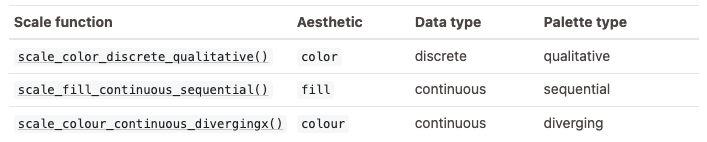 Scale function Aesthetic Data type Palette type
scale_color_discrete_qualitative() color discrete qualitative
scale_fill_continuous_sequential() fill continuous sequential
scale_colour_continuous_divergingx() colour continuous diverging